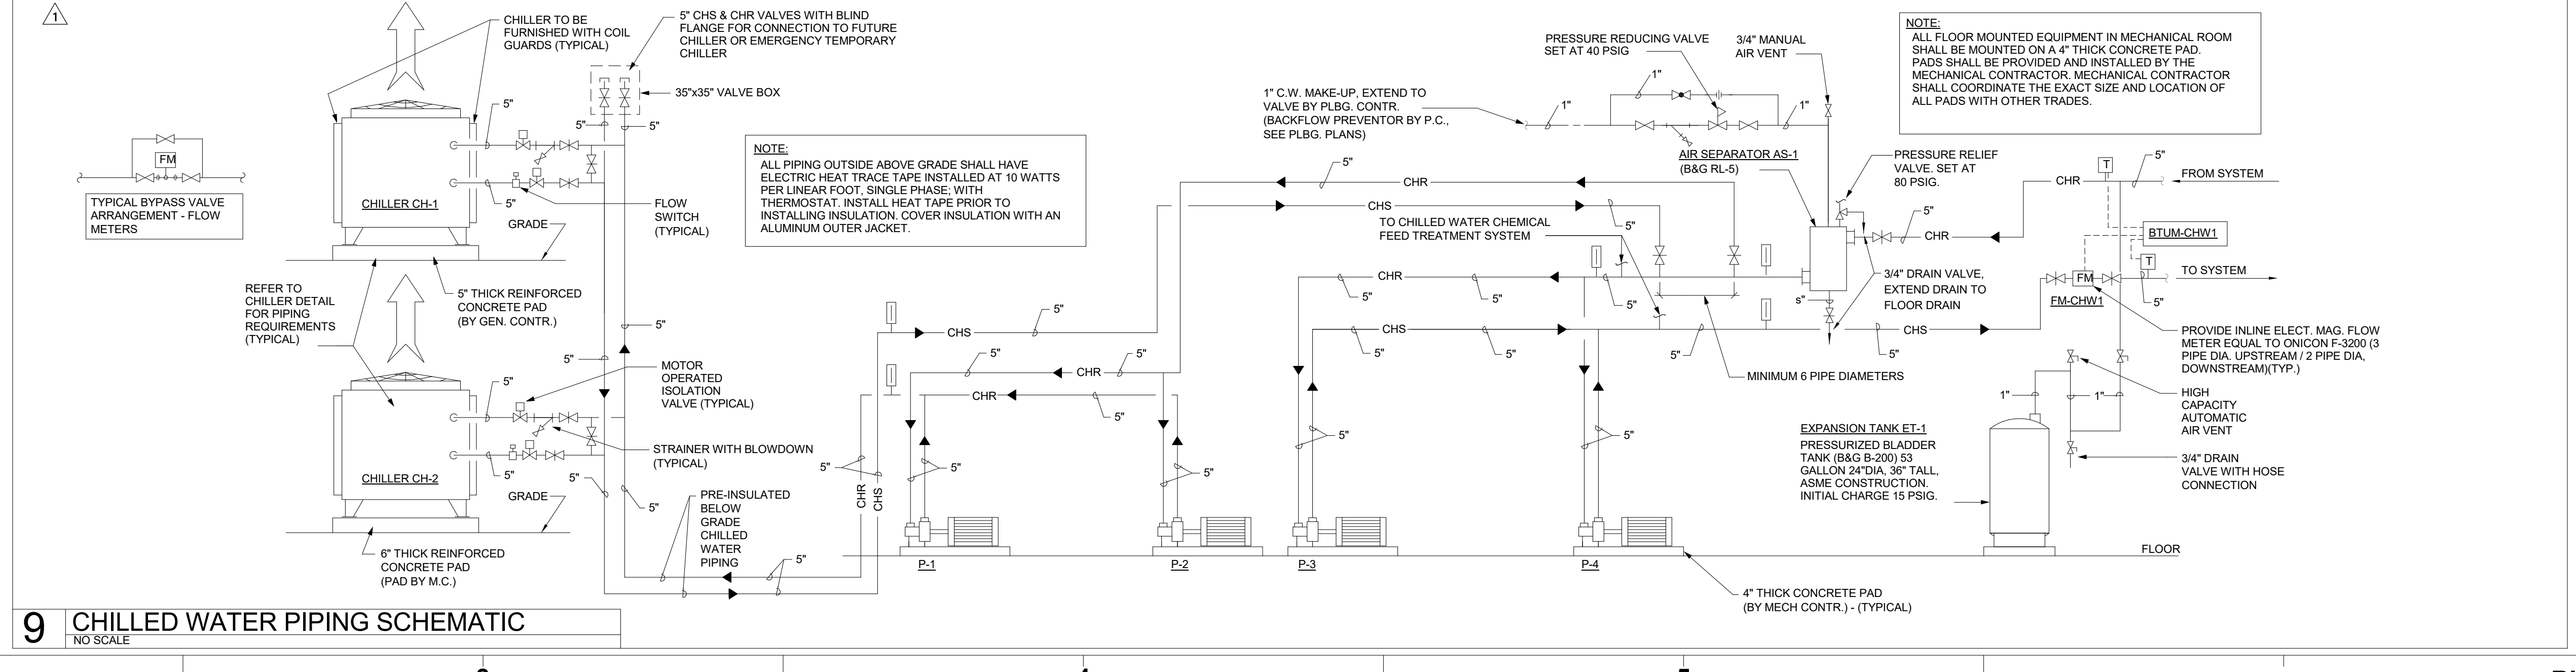 1
CHILLER TO BE
FURNISHED WITH COIL
GUARDS (TYPICAL)
5" CHS & CHR VALVES WITH BLIND
FLANGE FOR CONNECTION TO FUTURE
CHILLER OR EMERGENCY TEMPORARY
CHILLER
35"x35" VALVE BOX
5"
5"
5"
FM
TYPICAL BYPASS VALVE
ARRANGEMENT - FLOW
METERS
CHILLER CH-1
5"
GRADE
FLOW
SWITCH
(TYPICAL)
NOTE:
ALL PIPING OUTSIDE ABOVE GRADE SHALL HAVE
ELECTRIC HEAT TRACE TAPE INSTALLED AT 10 WATTS
PER LINEAR FOOT, SINGLE PHASE; WITH
THERMOSTAT. INSTALL HEAT TAPE PRIOR TO
INSTALLING INSULATION. COVER INSULATION WITH AN
ALUMINUM OUTER JACKET.
REFER TO
CHILLER DETAIL
FOR PIPING
REQUIREMENTS
(TYPICAL)
5" THICK REINFORCED
CONCRETE PAD
(BY GEN. CONTR.)
5"
5"
MOTOR
OPERATED
ISOLATION
VALVE (TYPICAL)
5"
STRAINER WITH BLOWDOWN
(TYPICAL)
CHILLER CH-2
5"
5"
5"
GRADE
6" THICK REINFORCED
CONCRETE PAD
(PAD BY M.C.)
PRE-INSULATED
BELOW
GRADE
CHILLED
WATER
PIPING
5"
5"
CHR
CHS
CHS
5"
5"
CHR
5"
CHR
5"
5"
5"
P-1
P-2
P-3
P-4
PRESSURE REDUCING VALVE
SET AT 40 PSIG
3/4" MANUAL
AIR VENT
1" C.W. MAKE-UP, EXTEND TO
VALVE BY PLBG. CONTR.
(BACKFLOW PREVENTOR BY P.C.,
SEE PLBG. PLANS)
1"
1"
1"
NOTE:
ALL FLOOR MOUNTED EQUIPMENT IN MECHANICAL ROOM
SHALL BE MOUNTED ON A 4" THICK CONCRETE PAD.
PADS SHALL BE PROVIDED AND INSTALLED BY THE
MECHANICAL CONTRACTOR. MECHANICAL CONTRACTOR
SHALL COORDINATE THE EXACT SIZE AND LOCATION OF
ALL PADS WITH OTHER TRADES.
5"
CHR
CHS
5"
AIR SEPARATOR AS-1
(B&G RL-5)
PRESSURE RELIEF
VALVE. SET AT
80 PSIG.
TO CHILLED WATER CHEMICAL
FEED TREATMENT SYSTEM
5"
CHR
CHR
T
5"
FROM SYSTEM
BTUM-CHW1
T
TO SYSTEM
FM
FM-CHW1
5"
CHR
5"
5"
5"
s"
3/4" DRAIN VALVE,
EXTEND DRAIN TO
FLOOR DRAIN
CHS
5"
5"
5"
CHS
5"
MINIMUM 6 PIPE DIAMETERS
5"
5"
PROVIDE INLINE ELECT. MAG. FLOW
METER EQUAL TO ONICON F-3200 (3
PIPE DIA. UPSTREAM / 2 PIPE DIA,
DOWNSTREAM)(TYP.)
HIGH
CAPACITY
AUTOMATIC
AIR VENT
1"
1"
EXPANSION TANK ET-1
PRESSURIZED BLADDER
TANK (B&G B-200) 53
GALLON 24"DIA, 36" TALL,
ASME CONSTRUCTION.
INITIAL CHARGE 15 PSIG.
3/4" DRAIN
VALVE WITH HOSE
CONNECTION
FLOOR
4" THICK CONCRETE PAD
(BY MECH CONTR.) - (TYPICAL)
9
CHILLED WATER PIPING SCHEMATIC
NO SCALE